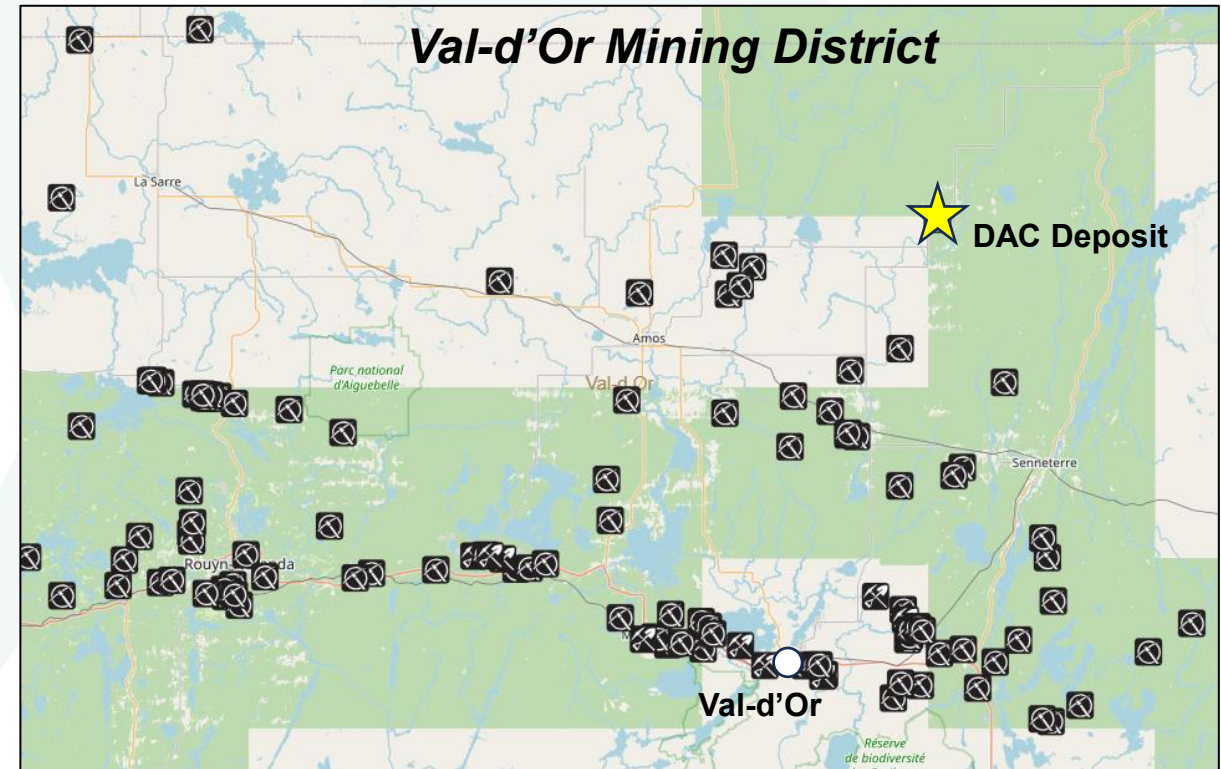 Val-d’Or Mining District
La Sarre
DAC Deposit
Amos
Parc national
d'Aiguebelle
Val-d'Or
Senneterre
Val-d’Or
Réserve
de biodiversité